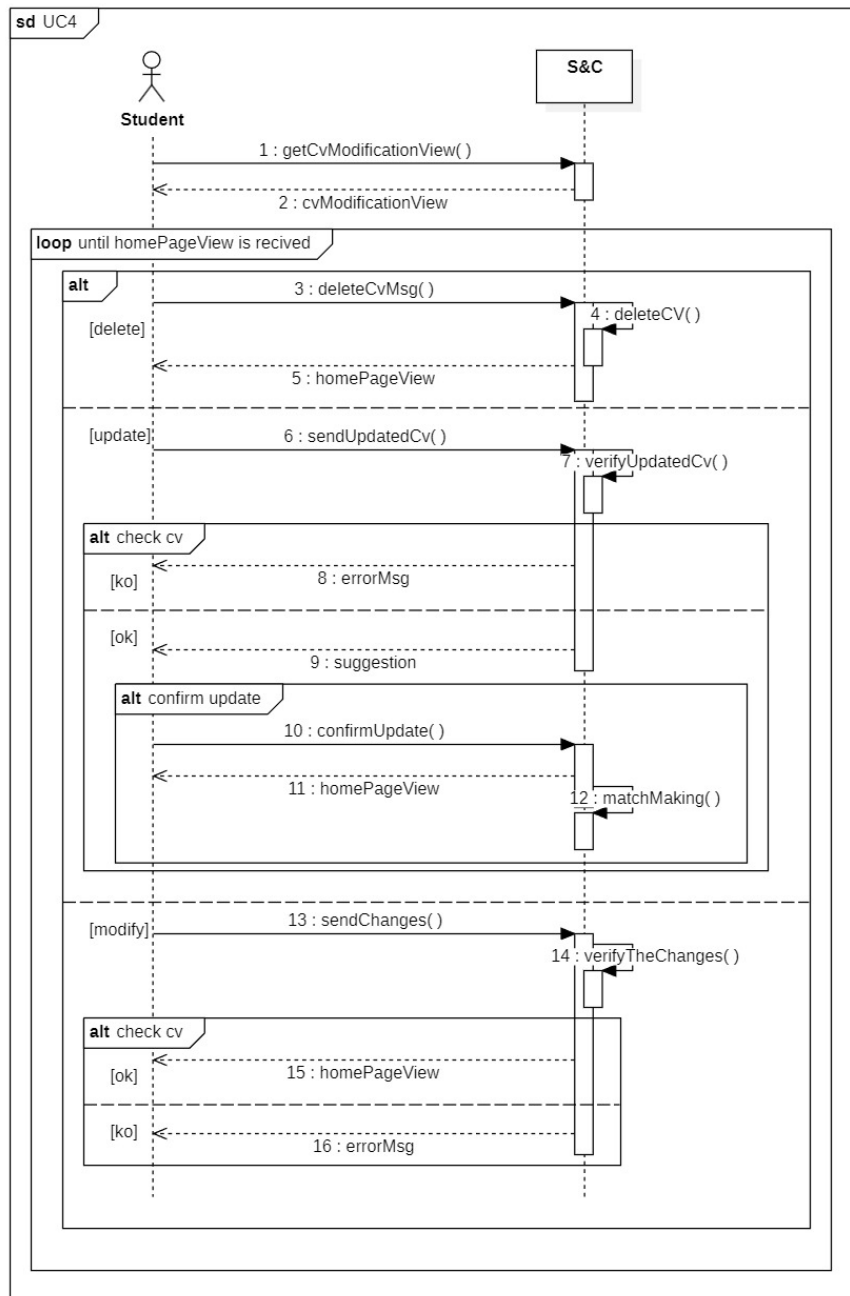 sd UC4
S&C
Student
1 : getCvModificationView( )
2 : cvModificationView
loop until homePageView is recived
alt
3 : deleteCvMsg( )
4 : deleteCV( )
[delete]
5 : homePageView
[update]
6 : sendUpdatedCv( )
7 : verifyUpdatedCv( )
alt check cv
8 : errorMsg
[ko]
[ok]
9 : suggestion
alt confirm update
10 : confirmUpdate( )
11 : homePageView
12 : matchMaking( )
[modify]
13 : sendChanges( )
14 : verifyTheChanges( )
alt check cv
15 : homePageView
[ok]
[ko]
16 : errorMsg